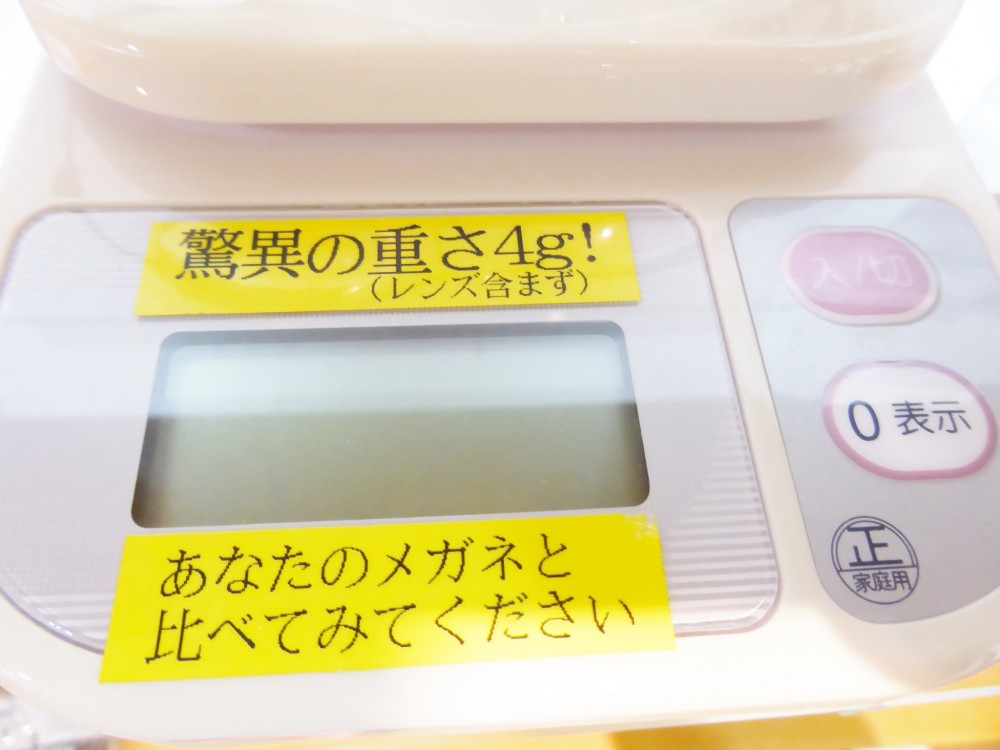 驚異の重さ4g!
(レンズ含まず)
入/切
0 表示
あなたのメガネと
比べてみてください
正
家庭用